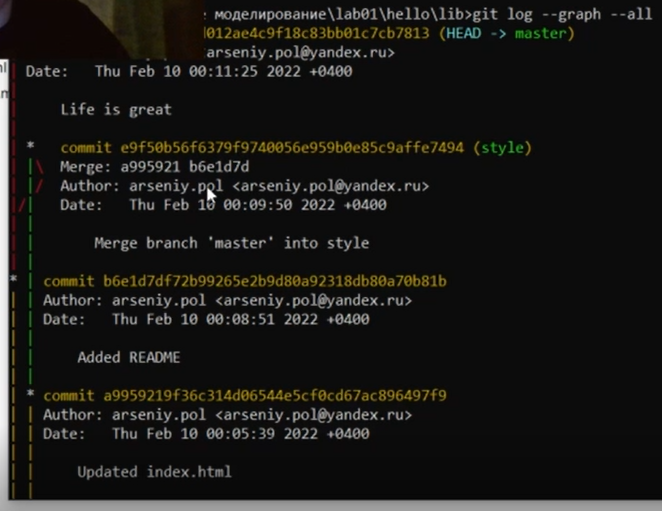 моделирование\lab01\hello\lib>git log --graph --all
012ae4c9f18c83bb01c7cb7813 (HEAD -> master)
arseniy.pol@yandex.ru>
Date: Thu Feb 10 00:11:25 2022 +0400
Life is great
* commit e9f50b56f6379f9740056e959b0e85c9affe7494 (style)
|\ Merge: a995921 b6e1d7d
|/ Author: arseniy.pol <arseniy.pol@yandex.ru>
|/| Date: Thu Feb 10 00:09:50 2022 +0400
Merge branch 'master' into style
* | commit b6e1d7df72b99265e2b9d80a92318db80a70b81b
| | Author: arseniy.pol <arseniy.pol@yandex.ru>
| | Date: Thu Feb 10 00:08:51 2022 +0400
| | Added README
| * commit a9959219f36c314d06544e5cf0cd67ac896497f9
| | Author: arseniy.pol <arseniy.pol@yandex.ru>
| | Date: Thu Feb 10 00:05:39 2022 +0400
| | Updated index.html